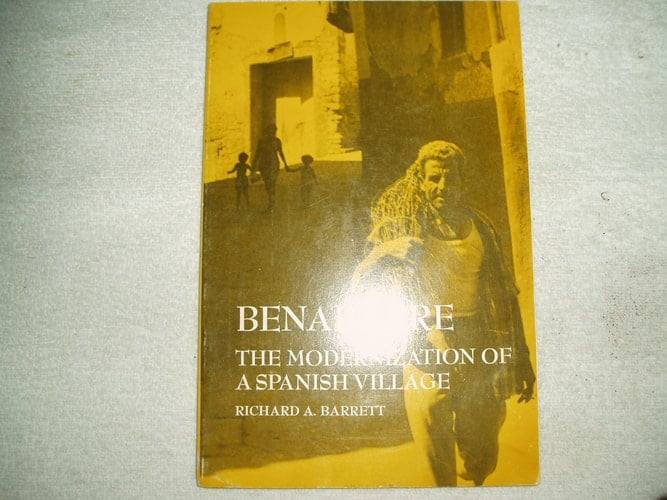 THE MODERNIZATION OF
A SPANISH VILLAGE
RICHARD A. BARRETT